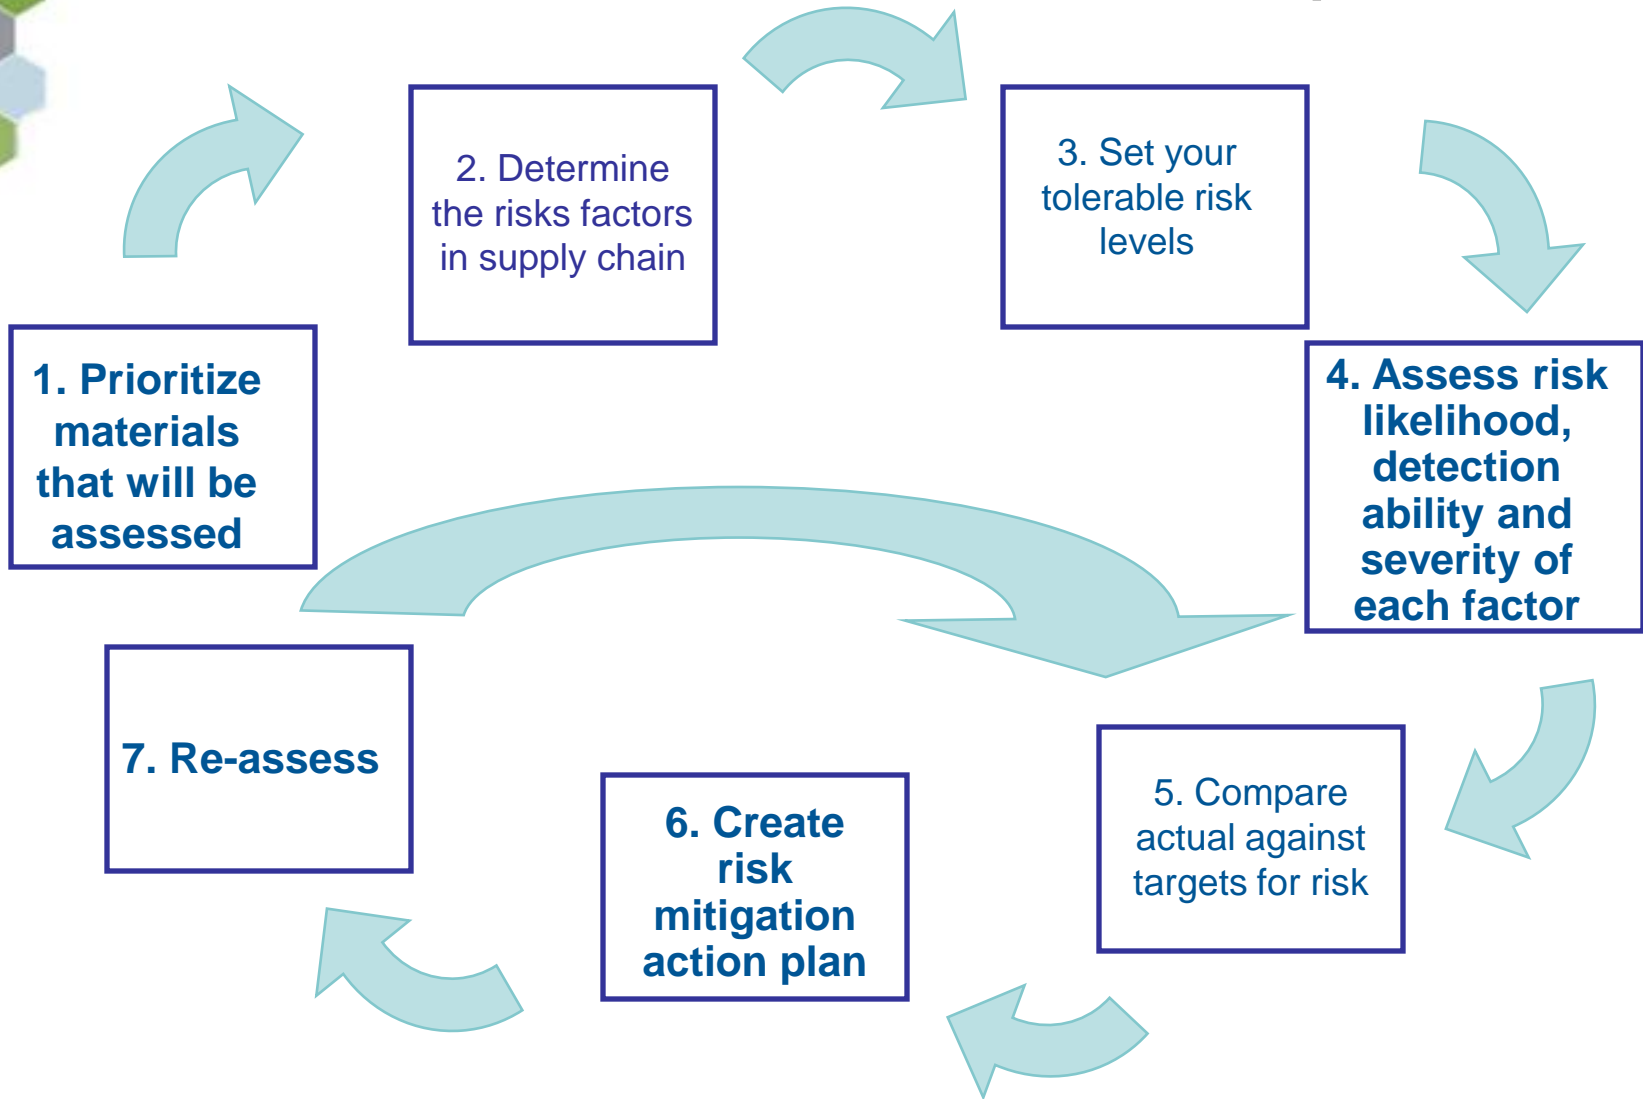 1. Prioritize
materials
that will be
assessed
2. Determine
the risks factors
in supply chain
3. Set your
tolerable risk
levels
4. Assess risk
likelihood,
detection
ability and
severity of
each factor
5. Compare
actual against
targets for risk
6. Create
risk
mitigation
action plan
7. Re-assess